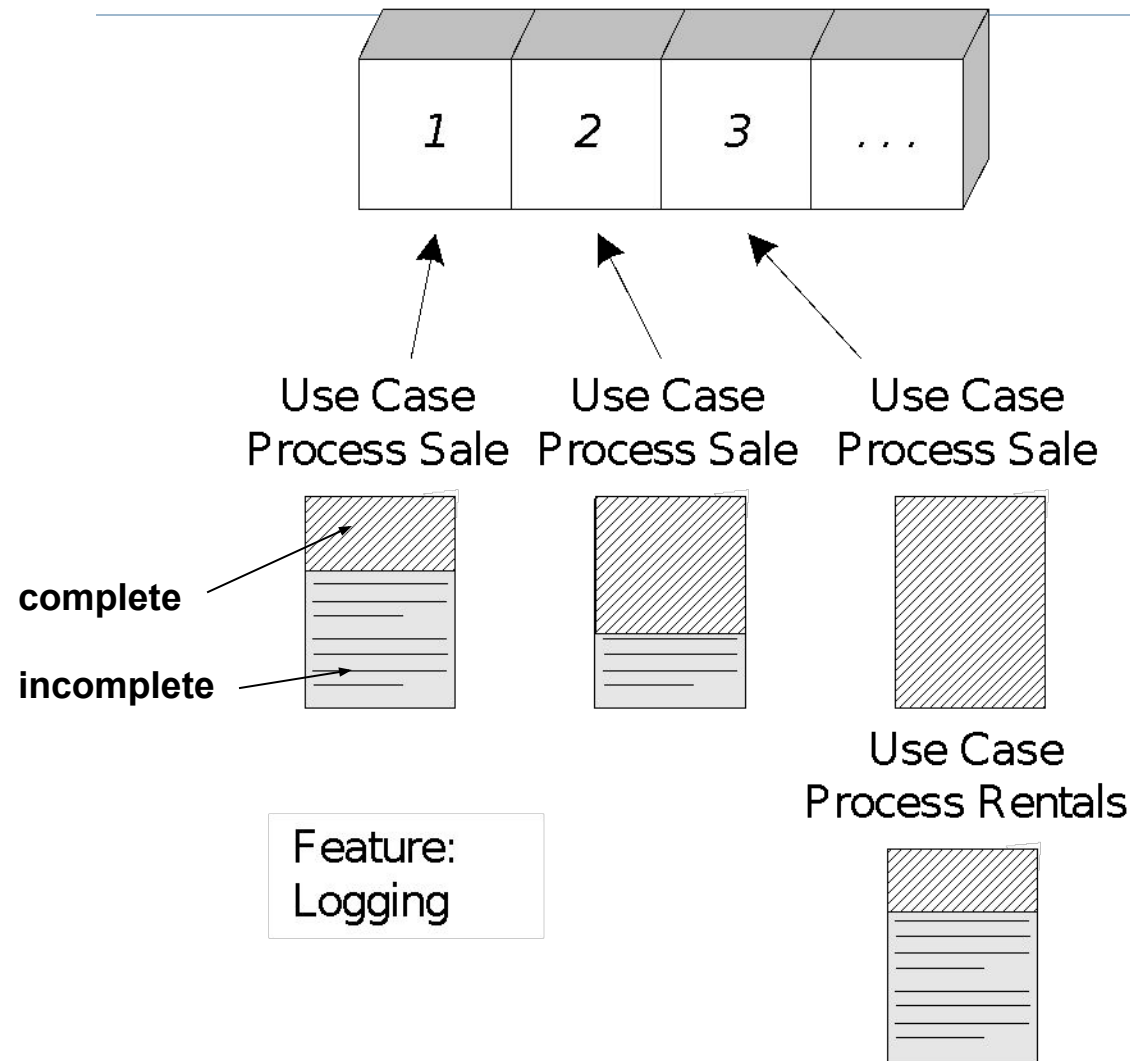 1
2
3
. . .
Use Case
Process Sale
Use Case
Process Sale
Use Case
Process Sale
complete
incomplete
Use Case
Process Rentals
Feature:
Logging